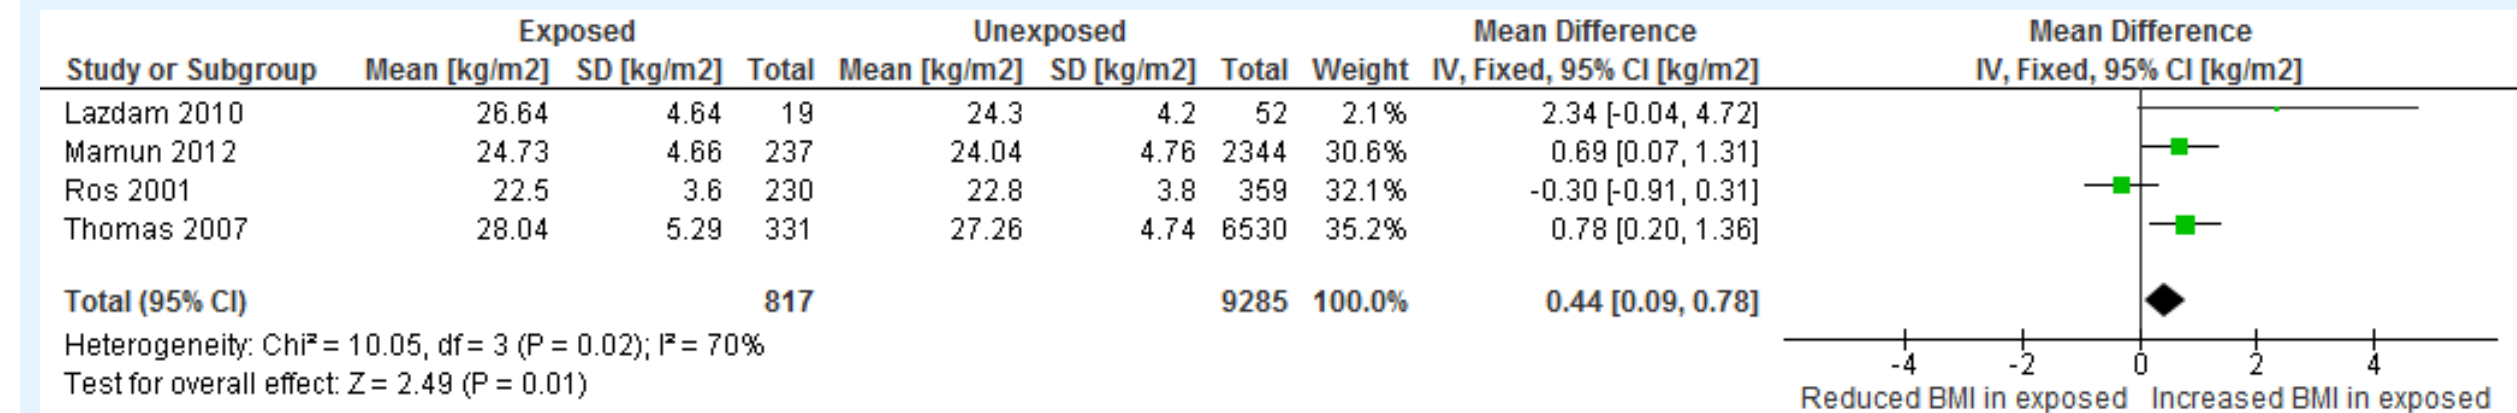 Exposed Unexposed Mean Difference Mean Difference
Study or Subgroup Mean [kg/m2] SD [kg/m2] Total Mean [kg/m2] SD [kg/m2] Total Weight IV, Fixed, 95% CI [kg/m2] IV, Fixed, 95% CI [kg/m2]
Lazdam 2010 26.64 4.64 19 24.3 4.2 52 2.1% 2.34 [-0.04, 4.72]
Mamun 2012 24.73 4.66 237 24.04 4.76 2344 30.6% 0.69 [0.07, 1.31]
Ros 2001 22.5 3.6 230 22.8 3.8 359 32.1% -0.30 [-0.91, 0.31]
Thomas 2007 28.04 5.29 331 27.26 4.74 6530 35.2% 0.78 [0.20, 1.36]
Total (95% CI) 817 9285 100.0% 0.44 [0.09, 0.78]
Heterogeneity: Chi² = 10.05, df = 3 (P = 0.02); I² = 70%
Test for overall effect: Z = 2.49 (P = 0.01)
-4 -2 0 2 4
Reduced BMI in exposed Increased BMI in exposed